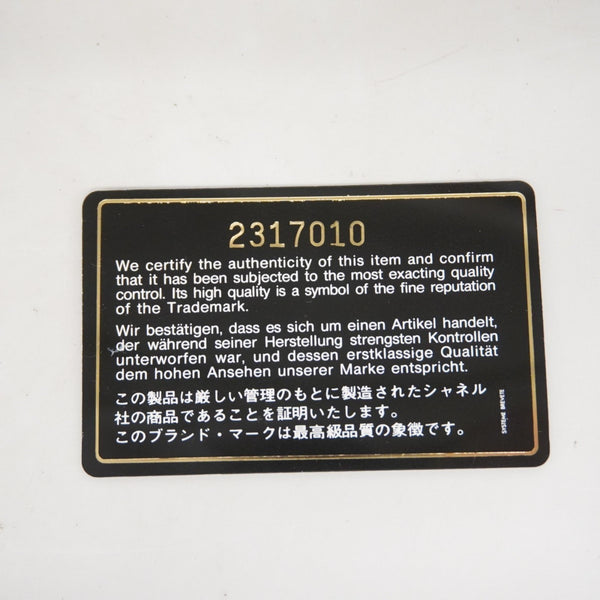 2317010
We certify the authenticity of this item and confirm
that it has been subjected to the most exacting quality
control. Its high quality is a symbol of the fine reputation
of the Trademark.
Wir bestätigen, dass es sich um einen Artikel handelt,
der während seiner Herstellung strengsten Kontrollen
unterworfen war, und dessen erstklassige Qualität
dem hohen Ansehen unserer Marke entspricht.
この製品は厳しい管理のもとに製造されたシャネル
社の商品であることを証明いたします。
このブランド・マークは最高級品質の象徴です。
SYSTEME BREVETE